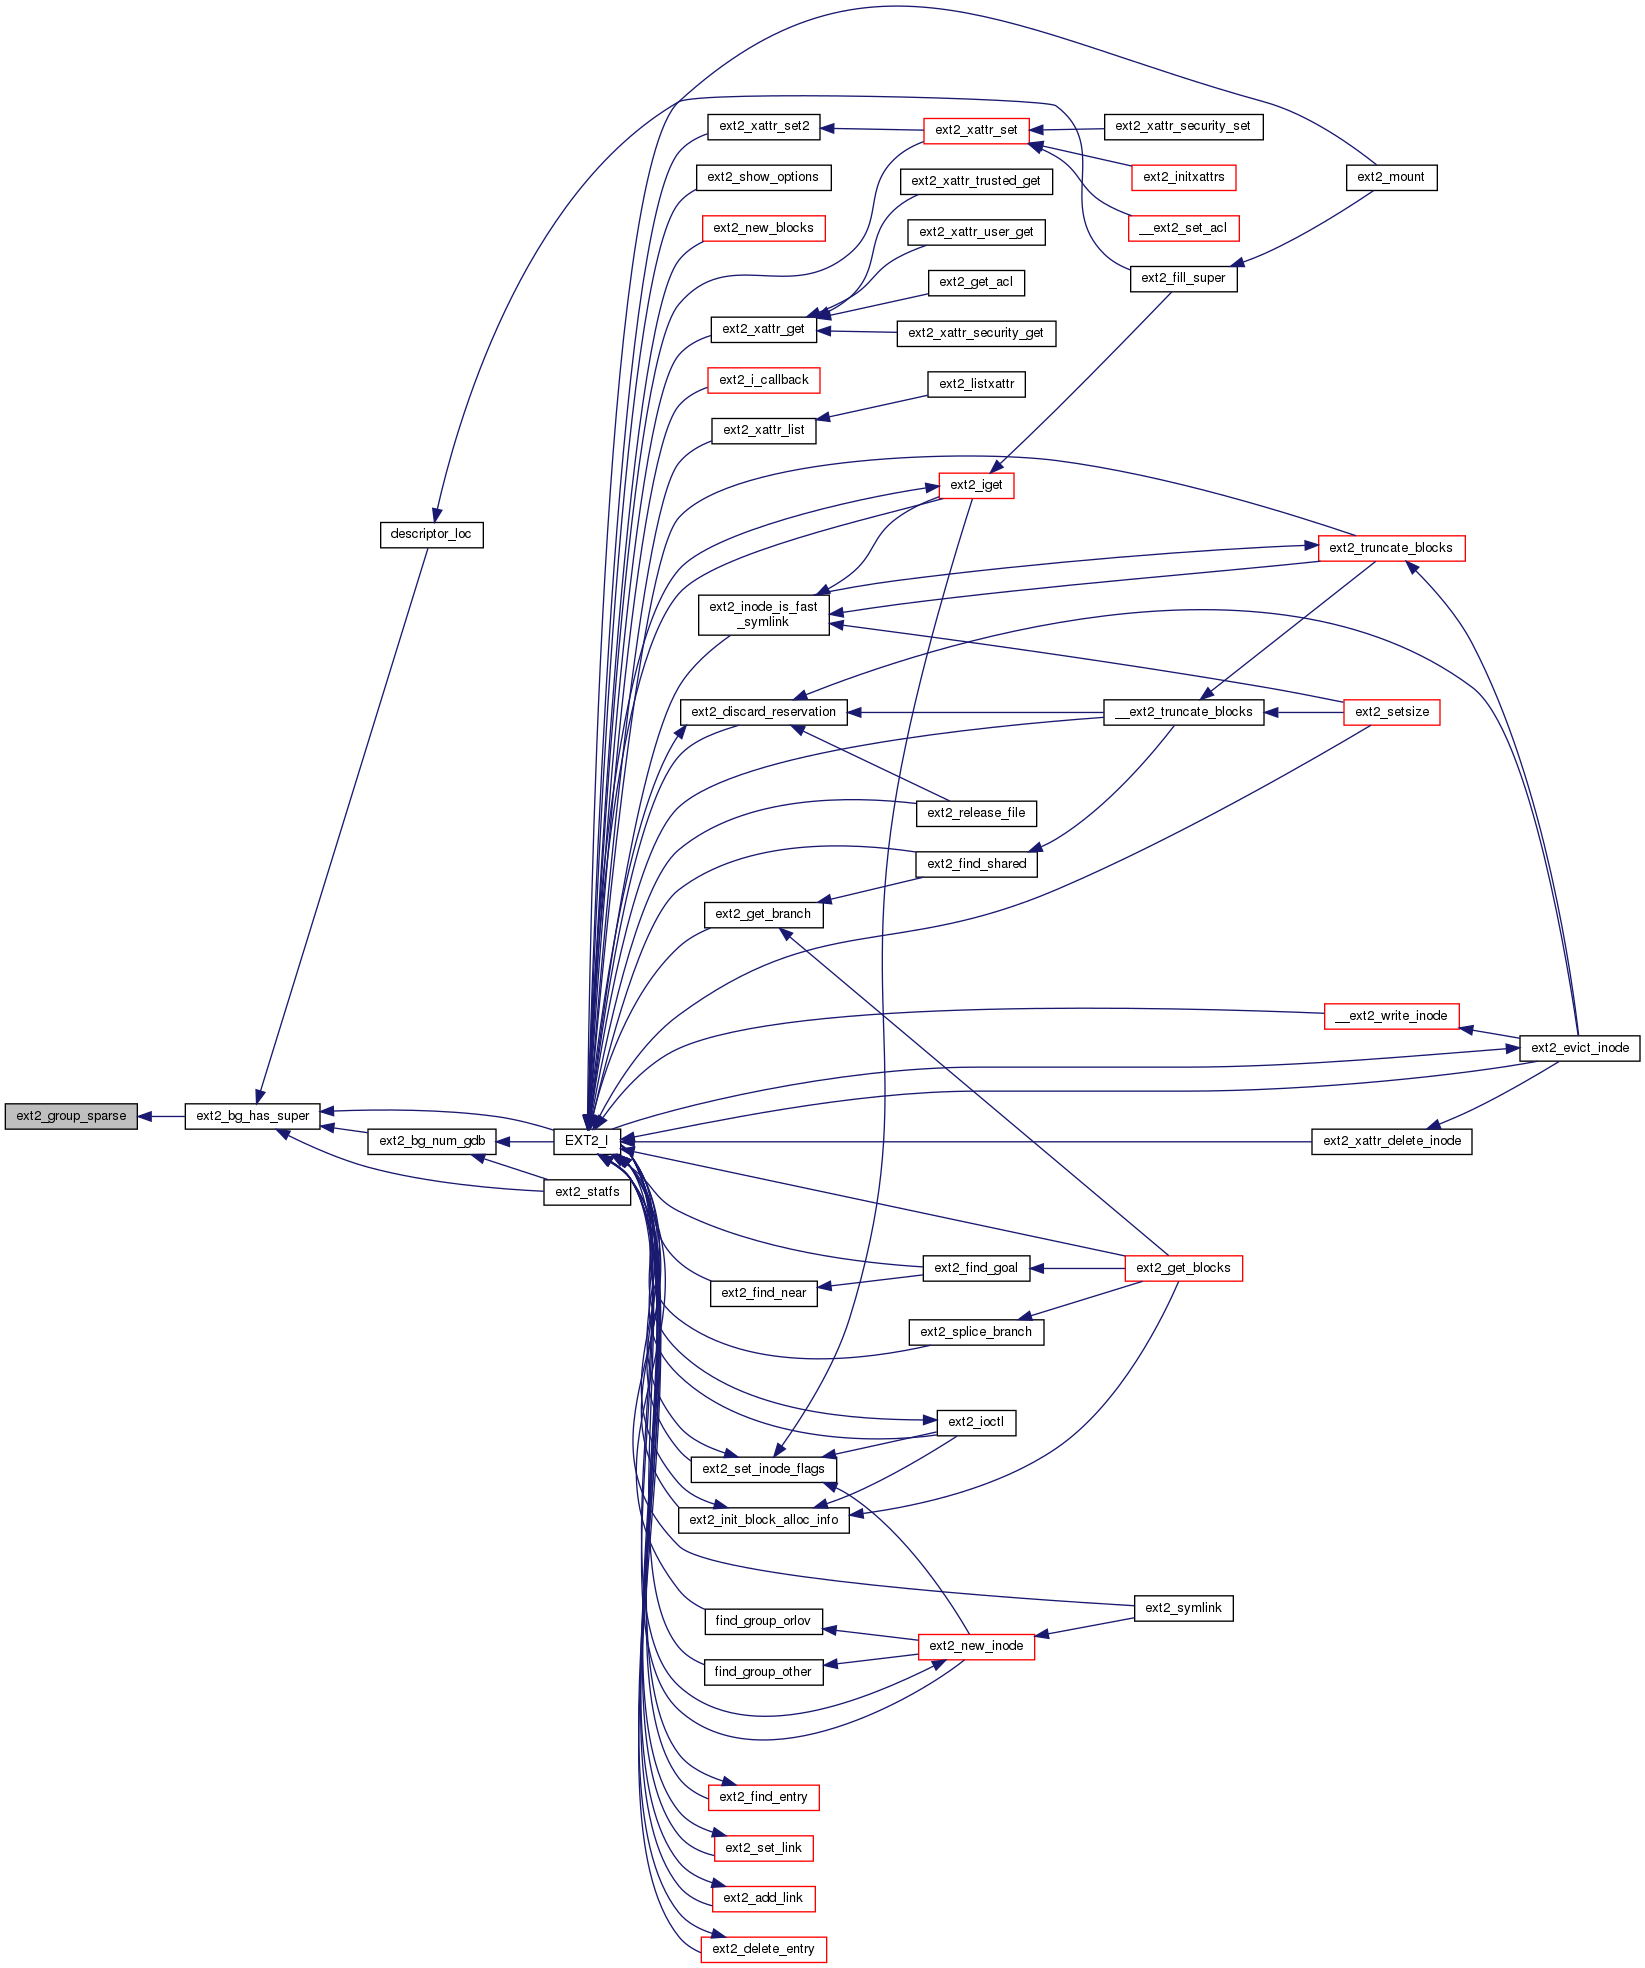 ext2_xattr_set2
ext2_xattr_set
ext2_xattr_security_set
ext2_show_options
ext2_xattr_trusted_get
ext2_initxattrs
ext2_mount
ext2_new_blocks
ext2_xattr_user_get
__ext2_set_acl
ext2_get_acl
ext2_fill_super
ext2_xattr_get
ext2_xattr_security_get
ext2_i_callback
ext2_listxattr
ext2_xattr_list
ext2_iget
descriptor_loc
ext2_truncate_blocks
ext2_inode_is_fast
_symlink
ext2_discard_reservation
__ext2_truncate_blocks
ext2_setsize
ext2_release_file
ext2_find_shared
ext2_get_branch
__ext2_write_inode
ext2_evict_inode
ext2_group_sparse
ext2_bg_has_super
ext2_bg_num_gdb
EXT2_I
ext2_xattr_delete_inode
ext2_statfs
ext2_find_goal
ext2_get_blocks
ext2_find_near
ext2_splice_branch
ext2_ioctl
ext2_set_inode_flags
ext2_init_block_alloc_info
ext2_symlink
find_group_orlov
ext2_new_inode
find_group_other
ext2_find_entry
ext2_set_link
ext2_add_link
ext2_delete_entry